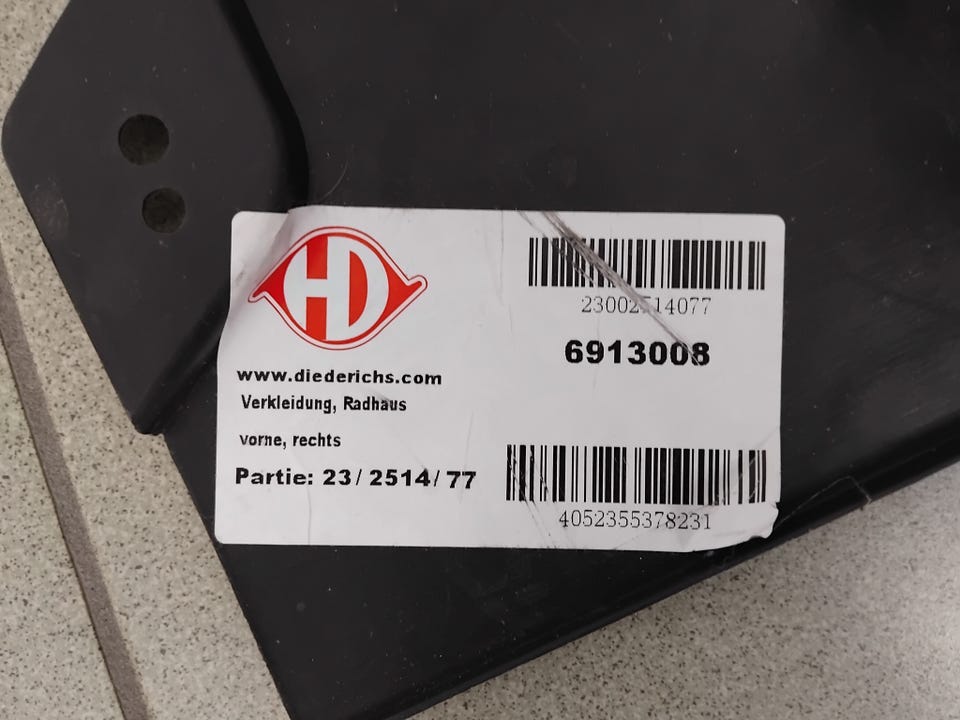 HD
www.diederichs.com
Verkleidung, Radhaus
vorne, rechts
Partie: 23/ 2514/ 77
23002514077
6913008
4052355378231